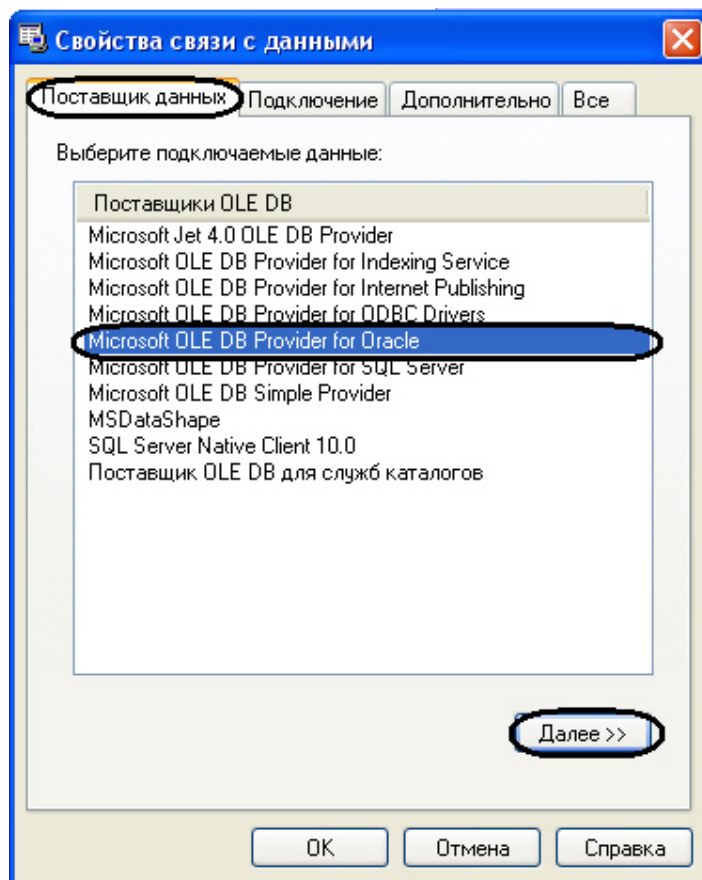 Свойства связи с данными
Поставщик данных Подключение Дополнительно Все
Выберите подключаемые данные:
Поставщики OLE DB
Microsoft Jet 4.0 OLE DB Provider
Microsoft OLE DB Provider for Indexing Service
Microsoft OLE DB Provider for Internet Publishing
Microsoft OLE DB Provider for ODBC Drivers
Microsoft OLE DB Provider for Oracle
Microsoft OLE DB Provider for SQL Server
Microsoft OLE DB Simple Provider
MSDataShape
SQL Server Native Client 10.0
Поставщик OLE DB для служб каталогов
Далее >>
OK Отмена Справка